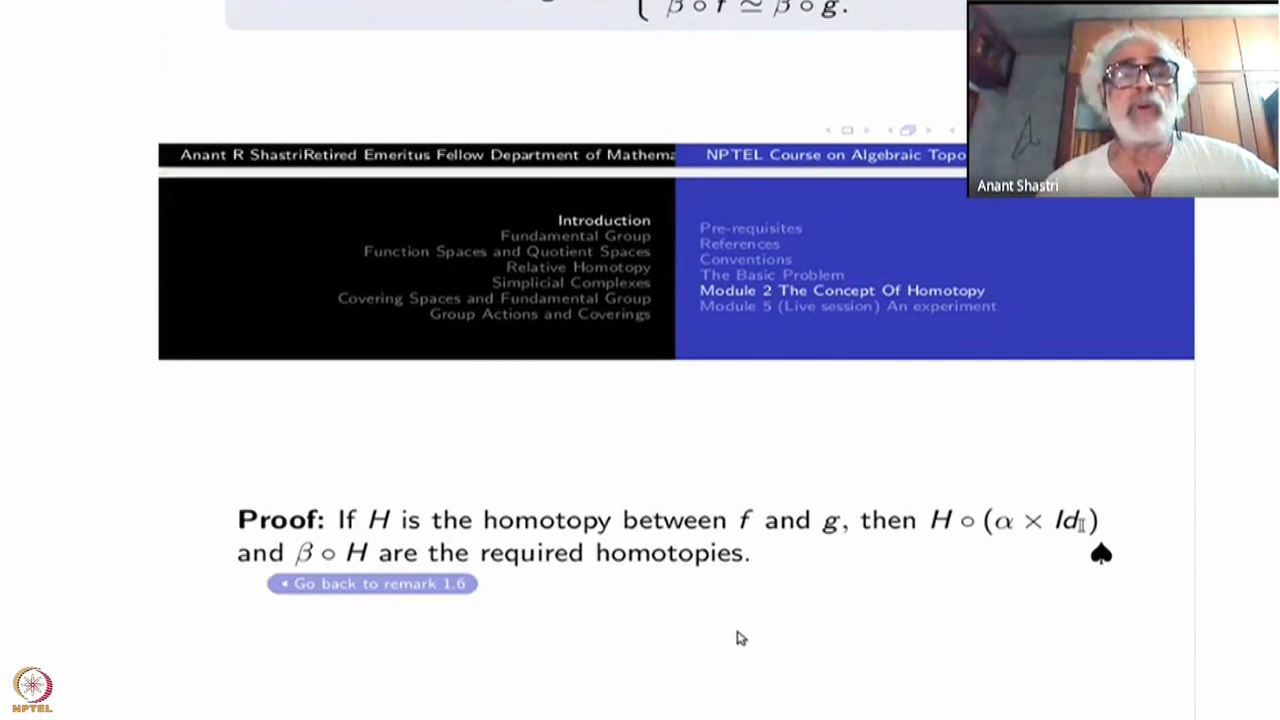 β ∘ f ≃ β ∘ g.
Anant Shastri
Anant R ShastriRetired Emeritus Fellow Department of Mathema
NPTEL Course on Algebraic Topo
Introduction
Fundamental Group
Function Spaces and Quotient Spaces
Relative Homotopy
Simplicial Complexes
Covering Spaces and Fundamental Group
Group Actions and Coverings
Pre-requisites
References
Conventions
The Basic Problem
Module 2 The Concept Of Homotopy
Module 5 (Live session) An experiment
Proof: If H is the homotopy between f and g, then H ∘ (α × Id𝕀)
and β ∘ H are the required homotopies. ♠
Go back to remark 1.6
NPTEL